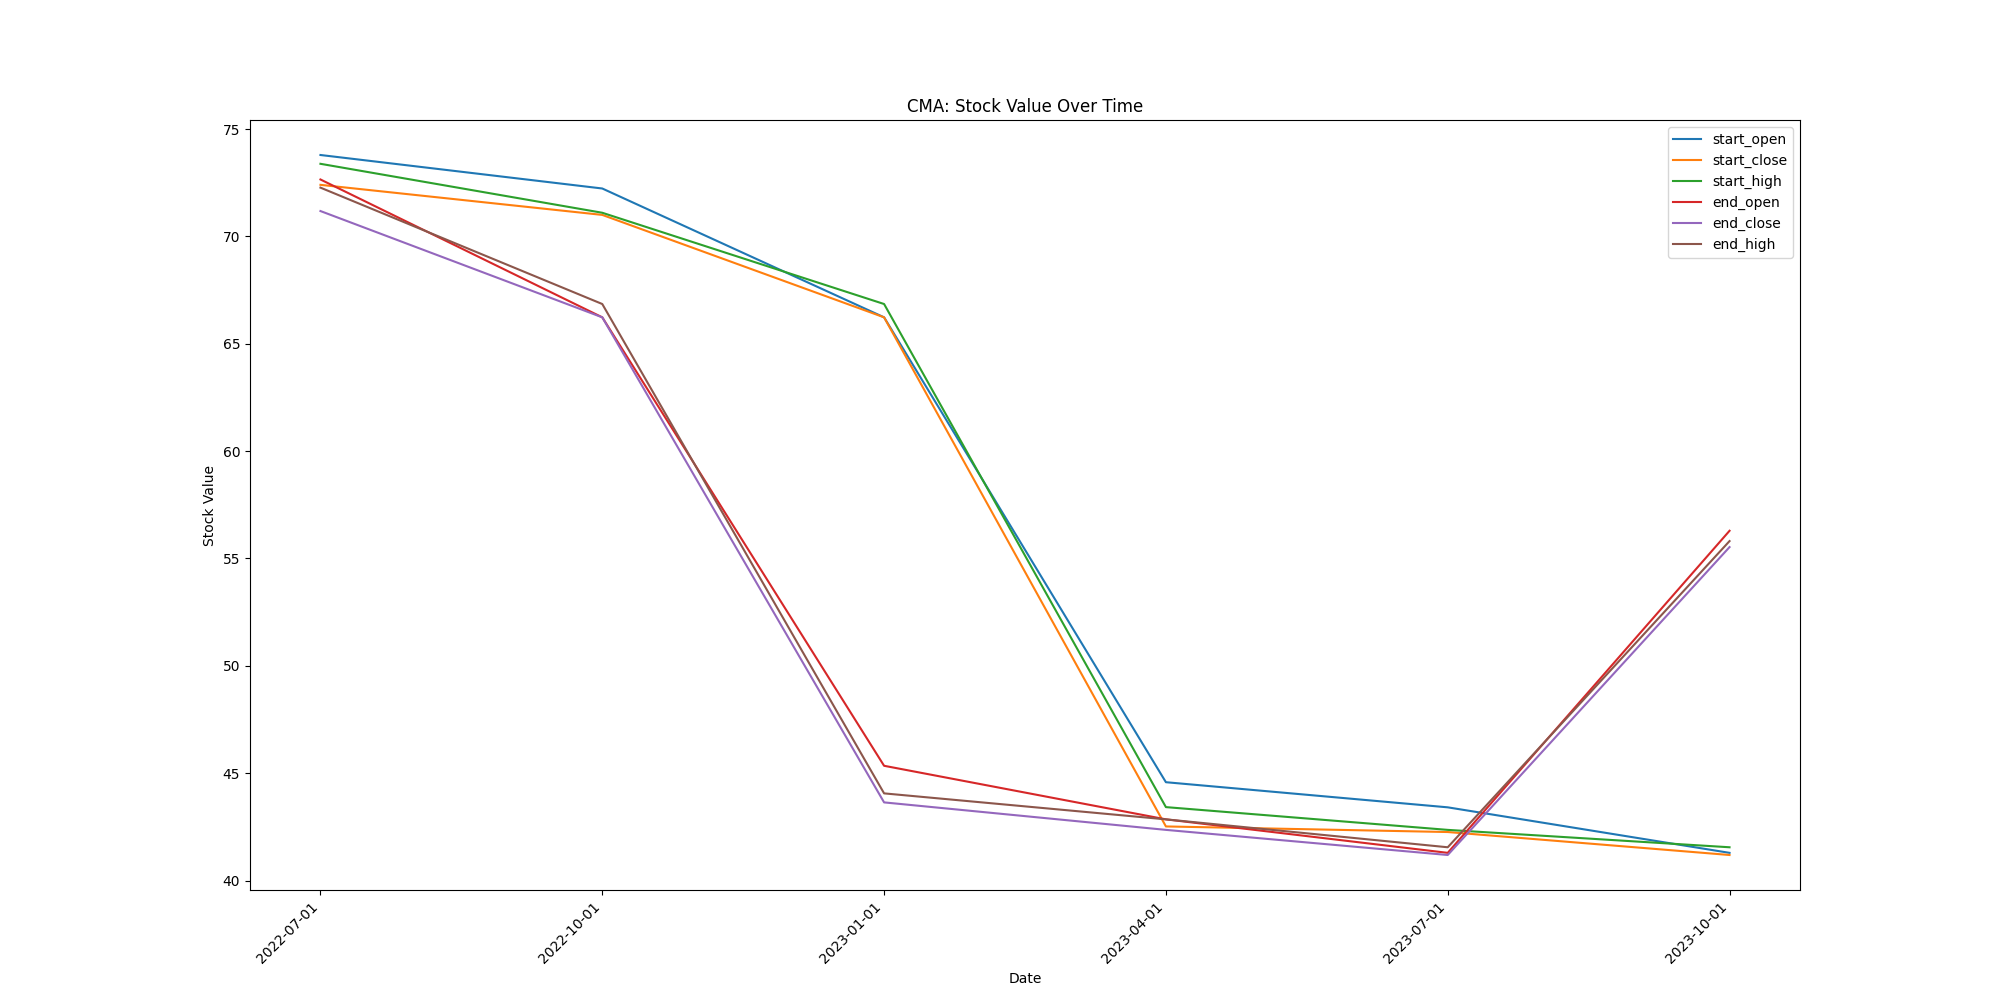 CMA: Stock Value Over Time
start_open
start_close
start_high
end_open
end_close
end_high
75
70
65
60
55
50
45
40
Stock Value
2022-07-01
2022-10-01
2023-01-01
2023-04-01
2023-07-01
2023-10-01
Date